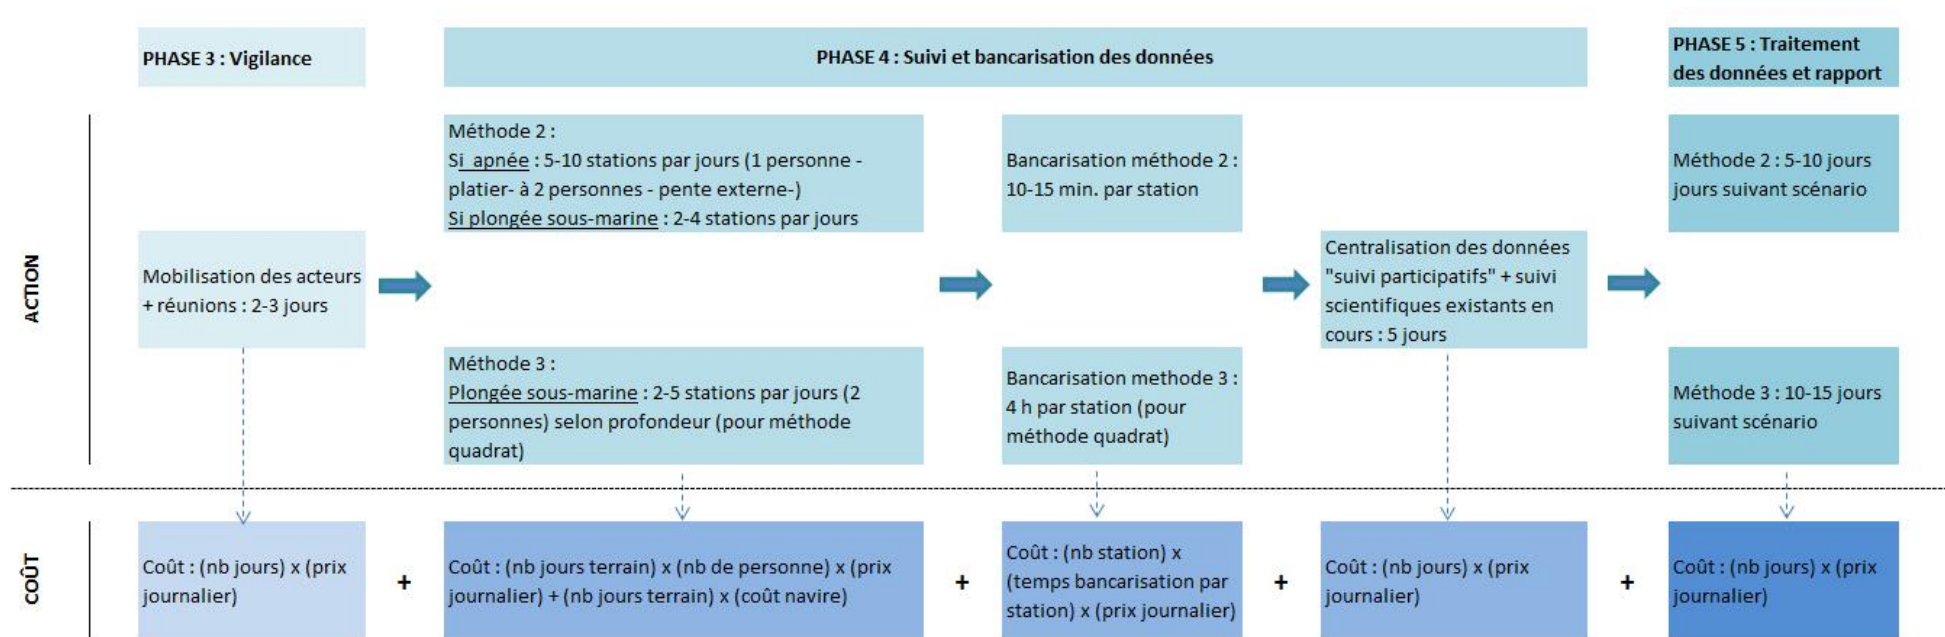 PHASE 3 : Vigilance
PHASE 4 : Suivi et bancarisation des données
PHASE 5 : Traitement
des données et rapport
ACTION
Mobilisation des acteurs
+ réunions : 2-3 jours
Méthode 2 :
Si apnée : 5-10 stations par jours (1 personne -
platier- à 2 personnes - pente externe-)
Si plongée sous-marine : 2-4 stations par jours
Méthode 3 :
Plongée sous-marine : 2-5 stations par jours (2
personnes) selon profondeur (pour méthode
quadrat)
Bancarisation méthode 2 :
10-15 min. par station
Bancarisation methode 3 :
4 h par station (pour
méthode quadrat)
Centralisation des données
"suivi participatifs" + suivi
scientifiques existants en
cours : 5 jours
Méthode 2 : 5-10 jours
jours suivant scénario
Méthode 3 : 10-15 jours
suivant scénario
COÛT
Coût : (nb jours) x (prix
journalier)
+
Coût : (nb jours terrain) x (nb de personne) x (prix
journalier) + (nb jours terrain) x (coût navire)
+
Coût : (nb station) x
(temps bancarisation par
station) x (prix journalier)
+
Coût : (nb jours) x (prix
journalier)
+
Coût : (nb jours) x (prix
journalier)